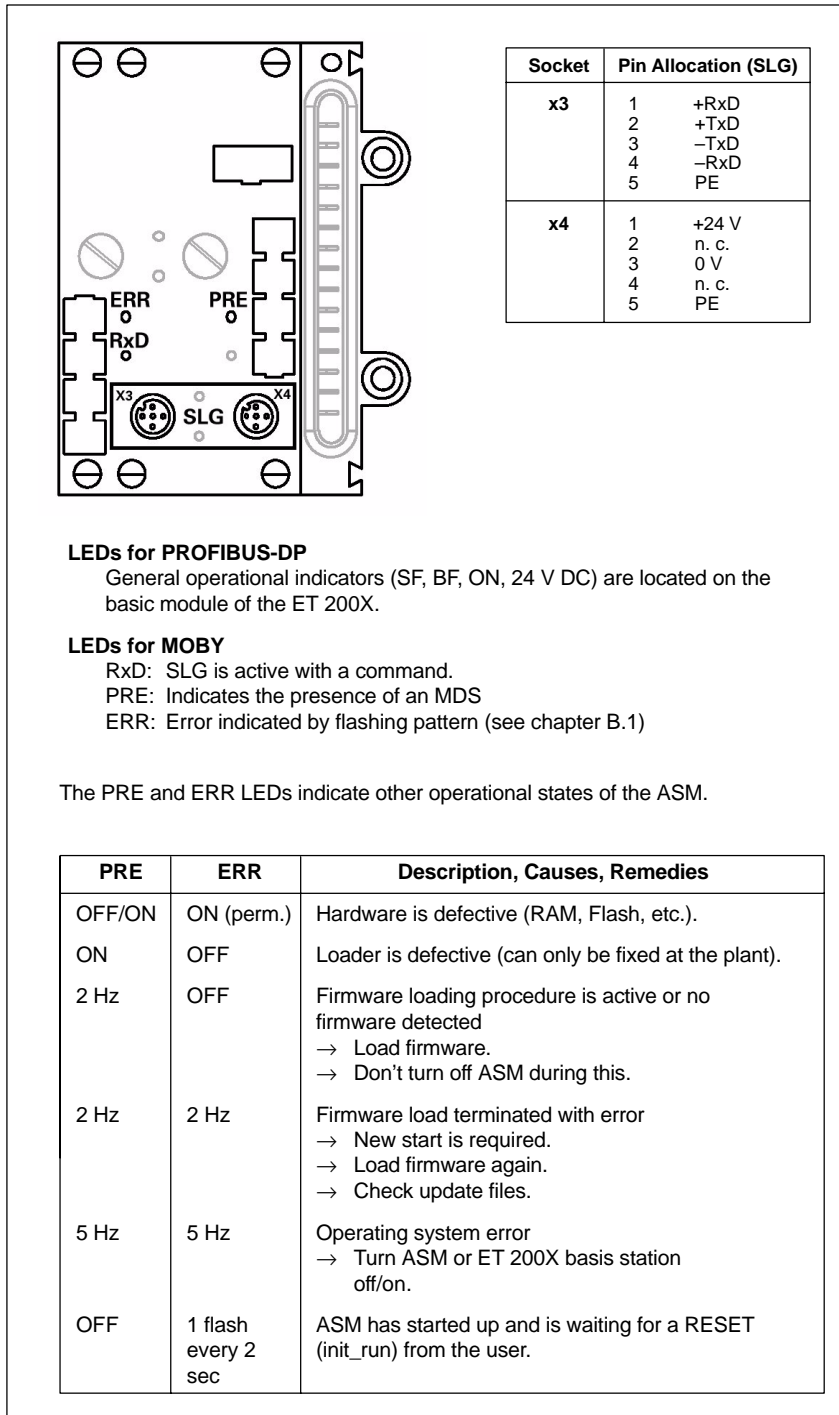 ERR
PRE
RxD
X3
SLG
X4
Socket Pin Allocation (SLG)
x3 1 +RxD
2 +TxD
3 –TxD
4 –RxD
5 PE
x4 1 +24 V
2 n. c.
3 0 V
4 n. c.
5 PE
LEDs for PROFIBUS-DP
General operational indicators (SF, BF, ON, 24 V DC) are located on the
basic module of the ET 200X.
LEDs for MOBY
RxD: SLG is active with a command.
PRE: Indicates the presence of an MDS
ERR: Error indicated by flashing pattern (see chapter B.1)
The PRE and ERR LEDs indicate other operational states of the ASM.
PRE ERR Description, Causes, Remedies
OFF/ON ON (perm.) Hardware is defective (RAM, Flash, etc.).
ON OFF Loader is defective (can only be fixed at the plant).
2 Hz OFF Firmware loading procedure is active or no
firmware detected
→ Load firmware.
→ Don't turn off ASM during this.
2 Hz 2 Hz Firmware load terminated with error
→ New start is required.
→ Load firmware again.
→ Check update files.
5 Hz 5 Hz Operating system error
→ Turn ASM or ET 200X basis station
off/on.
OFF 1 flash ASM has started up and is waiting for a RESET
every 2 (init_run) from the user.
sec